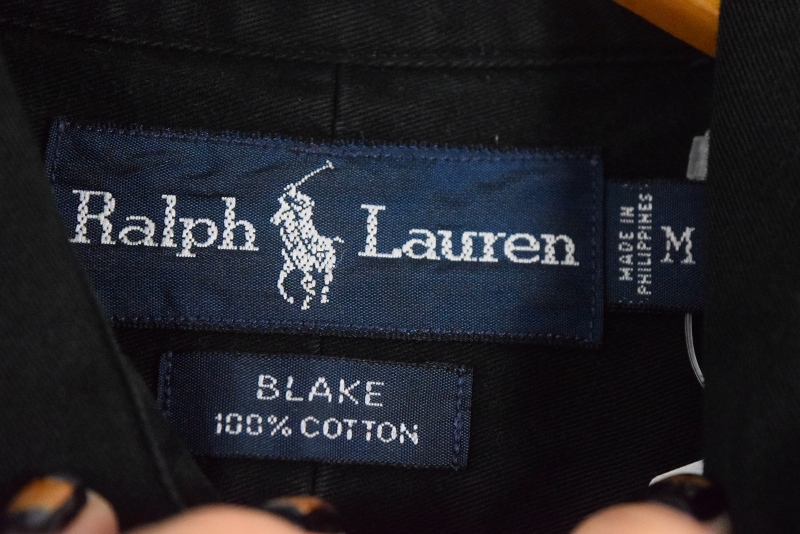 Ralph Lauren
MADE IN
PHILIPPINES
M
BLAKE
100% COTTON